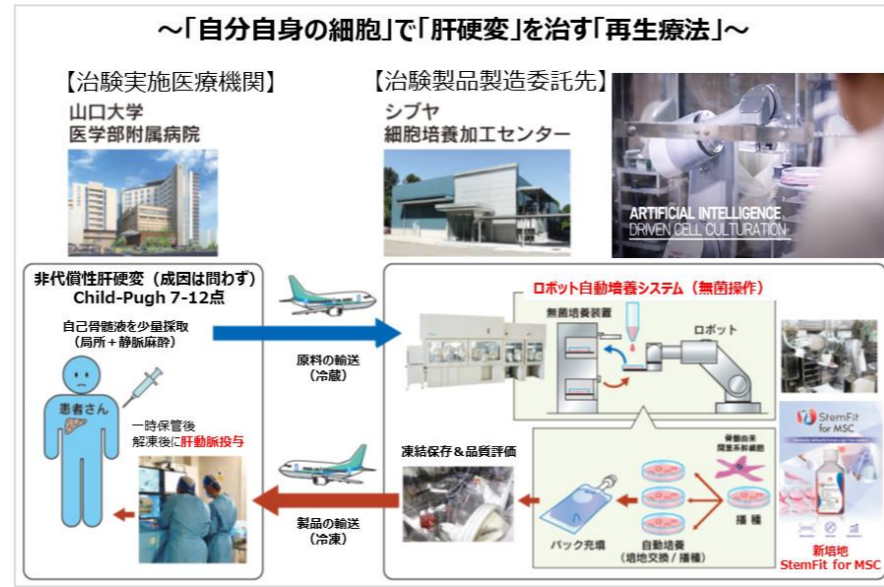 ～「自分自身の細胞」で「肝硬変」を治す「再生療法」～
【治験実施医療機関】
山口大学
医学部附属病院
【治験製品製造委託先】
シブヤ
細胞培養加工センター
ARTIFICIAL INTELLIGENCE
DRIVEN CELL CULTURATION
非代償性肝硬変（成因は問わず）
Child-Pugh 7-12点
自己骨髄液を少量採取
（局所＋静脈麻酔）
患者さん
一時保管後
解凍後に肝動脈投与
原料の輸送
（冷蔵）
製品の輸送
（冷凍）
ロボット自動培養システム（無菌操作）
無菌培養装置
ロボット
凍結保存＆品質評価
骨髄由来
間葉系幹細胞
播種
自動培養
（培地交換 / 播種）
パック充填
StemFit
for MSC
新培地
StemFit for MSC